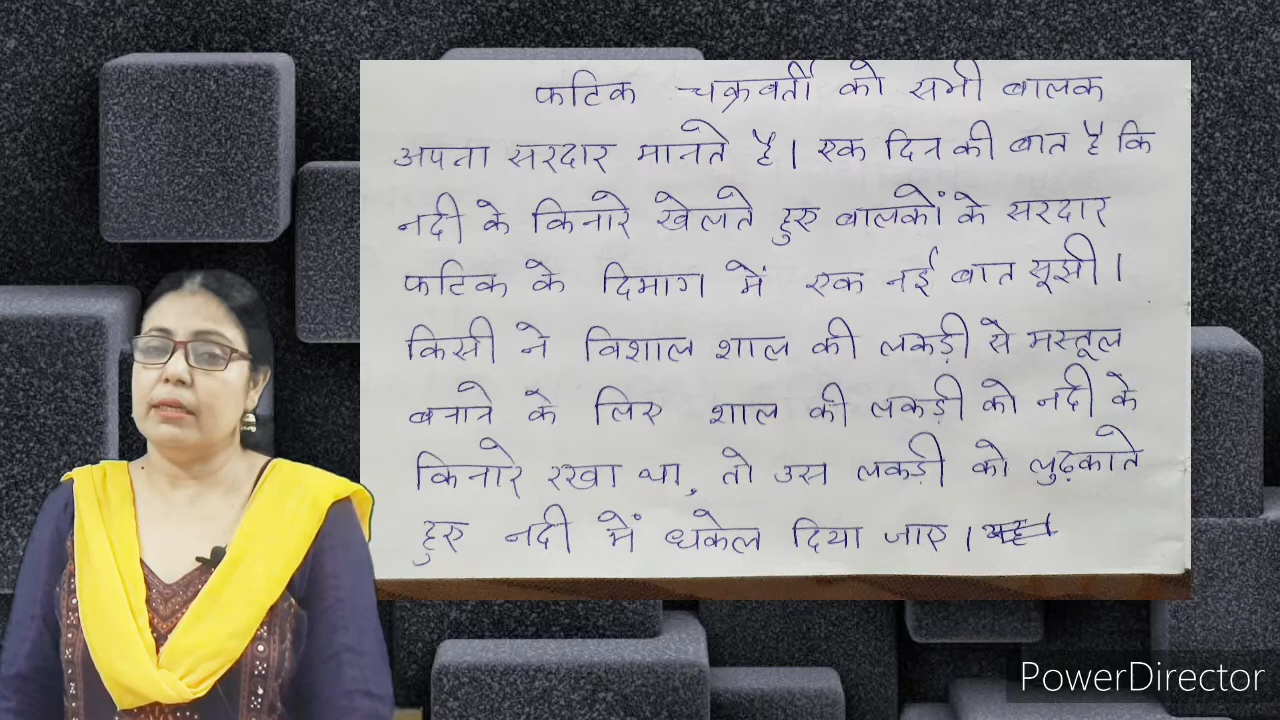 फटिक चक्रवर्ती को सभी बालक
अपना सरदार मानते है। एक दिन की बात है कि
नदी के किनारे खेलते हुए बालकों के सरदार
फटिक के दिमाग में एक नई बात सूझी।
किसी ने विशाल शाल की लकड़ी से मस्तूल
बनाने के लिए शाल की लकड़ी को नदी के
किनारे रखा था, तो उस लकड़ी को लुढ़काते
हुए नदी में धकेल दिया जाए।
PowerDirector